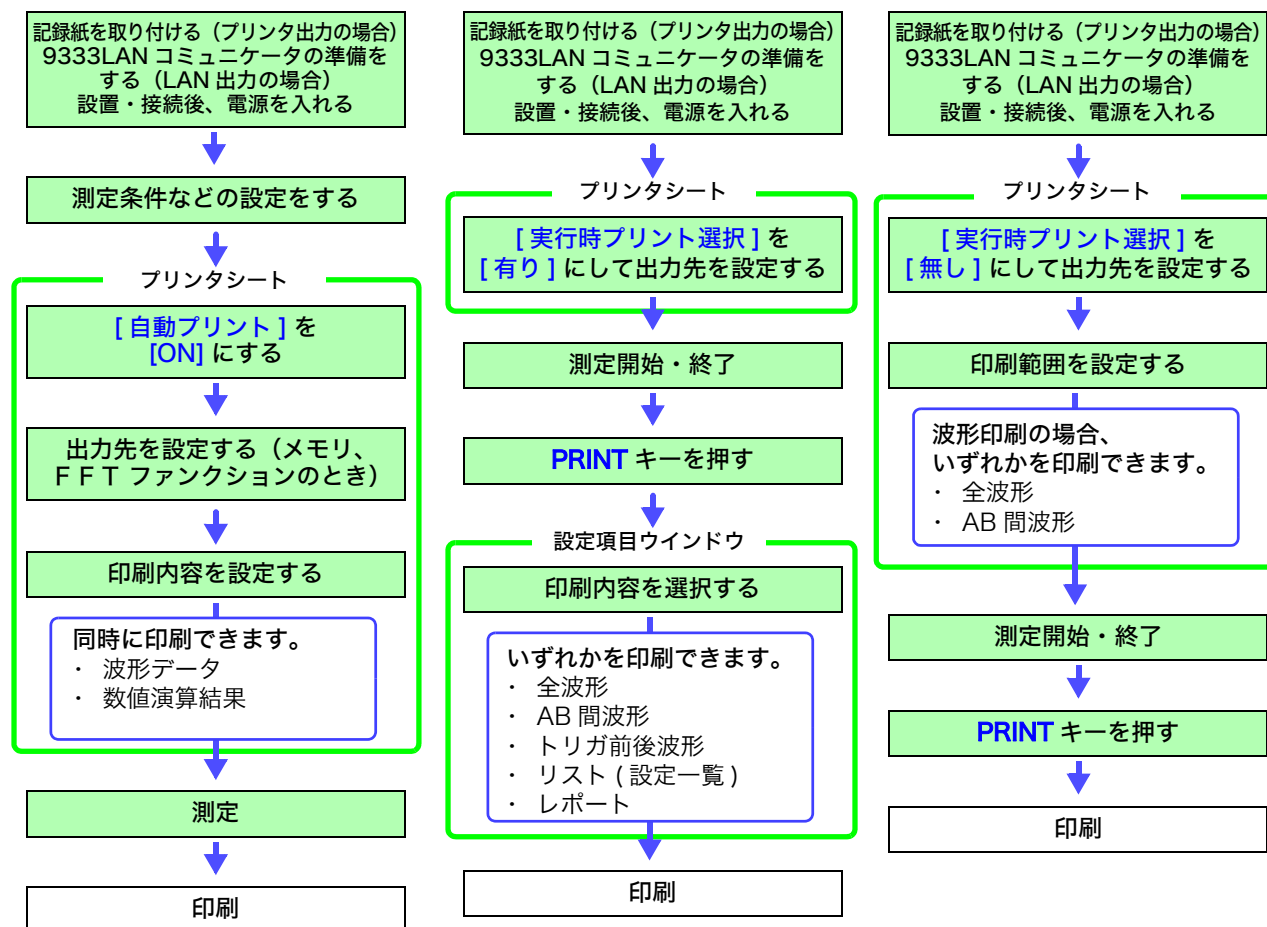 記録紙を取り付ける（プリンタ出力の場合）
9333LAN コミュニケータの準備を
する（LAN 出力の場合）
設置・接続後、電源を入れる
測定条件などの設定をする
プリンタシート
[ 自動プリント ] を
[ON] にする
出力先を設定する（メモリ、
ＦＦＴ ファンクションのとき）
印刷内容を設定する
同時に印刷できます。
・ 波形データ
・ 数値演算結果
測定
印刷
記録紙を取り付ける（プリンタ出力の場合）
9333LAN コミュニケータの準備を
する（LAN 出力の場合）
設置・接続後、電源を入れる
プリンタシート
[ 実行時プリント選択 ] を
[ 有り ] にして出力先を設定する
測定開始・終了
PRINT キーを押す
設定項目ウインドウ
印刷内容を選択する
いずれかを印刷できます。
・ 全波形
・ AB 間波形
・ トリガ前後波形
・ リスト ( 設定一覧 )
・ レポート
印刷
記録紙を取り付ける（プリンタ出力の場合）
9333LAN コミュニケータの準備を
する（LAN 出力の場合）
設置・接続後、電源を入れる
プリンタシート
[ 実行時プリント選択 ] を
[ 無し ] にして出力先を設定する
印刷範囲を設定する
波形印刷の場合、
いずれかを印刷できます。
・ 全波形
・ AB 間波形
測定開始・終了
PRINT キーを押す
印刷